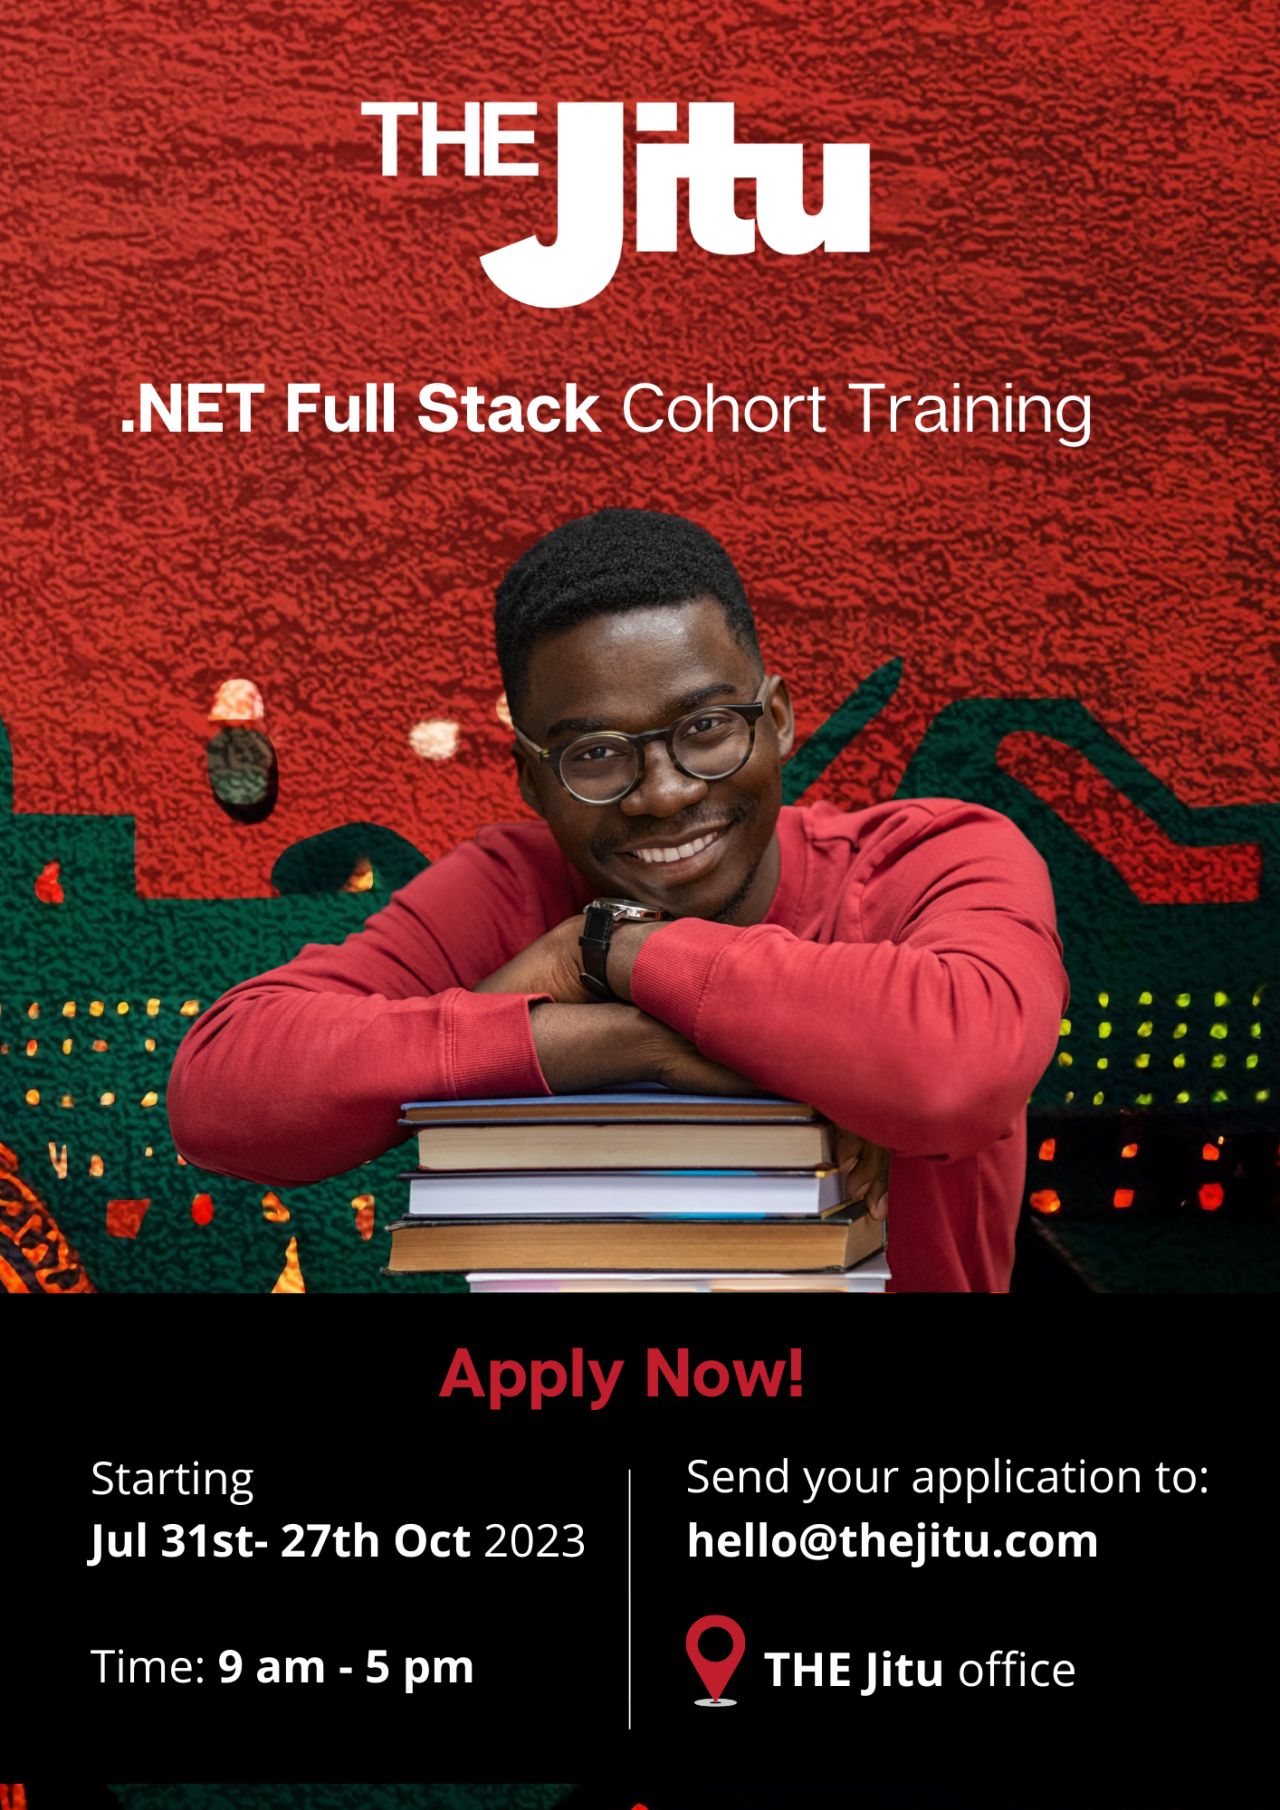 THE Jitu
.NET Full Stack Cohort Training
Apply Now!
Starting
Jul 31st- 27th Oct 2023
Time: 9 am - 5 pm
Send your application to:
hello@thejitu.com
THE Jitu office